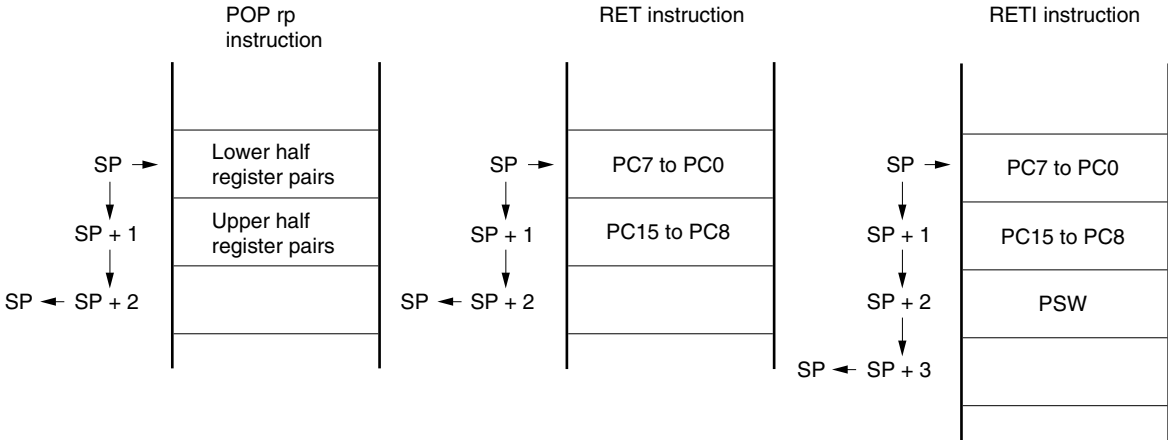 POP rp
instruction
SP
Lower half
register pairs
SP + 1
Upper half
register pairs
SP
SP + 2
RET instruction
SP
PC7 to PC0
SP + 1
PC15 to PC8
SP
SP + 2
RETI instruction
SP
PC7 to PC0
SP + 1
PC15 to PC8
SP + 2
PSW
SP
SP + 3